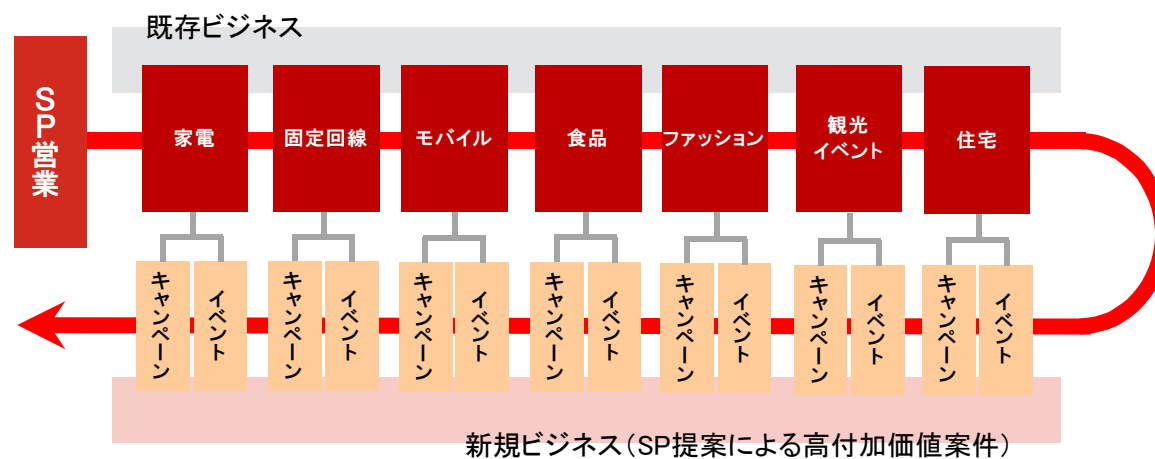 既存ビジネス
SP営業
家電
固定回線
モバイル
食品
ファッション
観光
イベント
住宅
キャンペーン
イベント
キャンペーン
イベント
キャンペーン
イベント
キャンペーン
イベント
キャンペーン
イベント
キャンペーン
イベント
キャンペーン
イベント
新規ビジネス（SP提案による高付加価値案件）